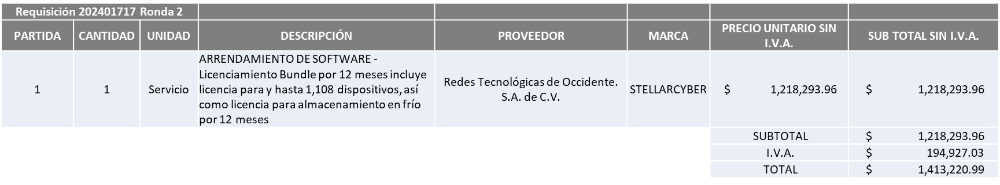 Requisición 202401717 Ronda 2
PARTIDA CANTIDAD UNIDAD DESCRIPCIÓN PROVEEDOR MARCA PRECIO UNITARIO SIN I.V.A. SUB TOTAL SIN I.V.A.
1 1 Servicio
ARRENDAMIENTO DE SOFTWARE -
Licenciamiento Bundle por 12 meses incluye
licencia para y hasta 1,108 dispositivos, así
como licencia para almacenamiento en frío
por 12 meses
Redes Tecnológicas de Occidente.
S.A. de C.V.
STELLARCYBER $ 1,218,293.96 $ 1,218,293.96
SUBTOTAL $ 1,218,293.96
I.V.A. $ 194,927.03
TOTAL $ 1,413,220.99